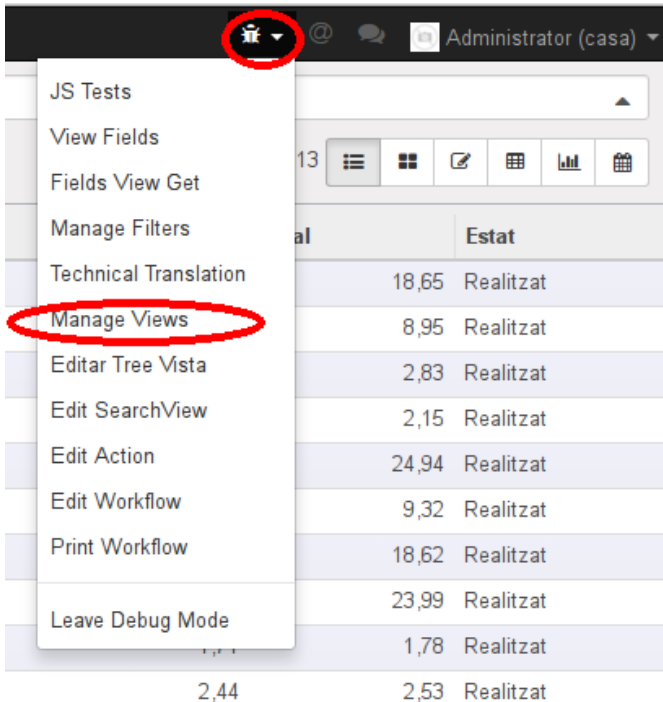 @ Administrator (casa)
JS Tests
View Fields
13
Fields View Get
Manage Filters
al Estat
Technical Translation
18,65 Realitzat
Manage Views
8,95 Realitzat
Editar Tree Vista
2,83 Realitzat
Edit SearchView
2,15 Realitzat
Edit Action
24,94 Realitzat
Edit Workflow
9,32 Realitzat
Print Workflow
18,62 Realitzat
23,99 Realitzat
Leave Debug Mode
1,78 Realitzat
2,44 2,53 Realitzat